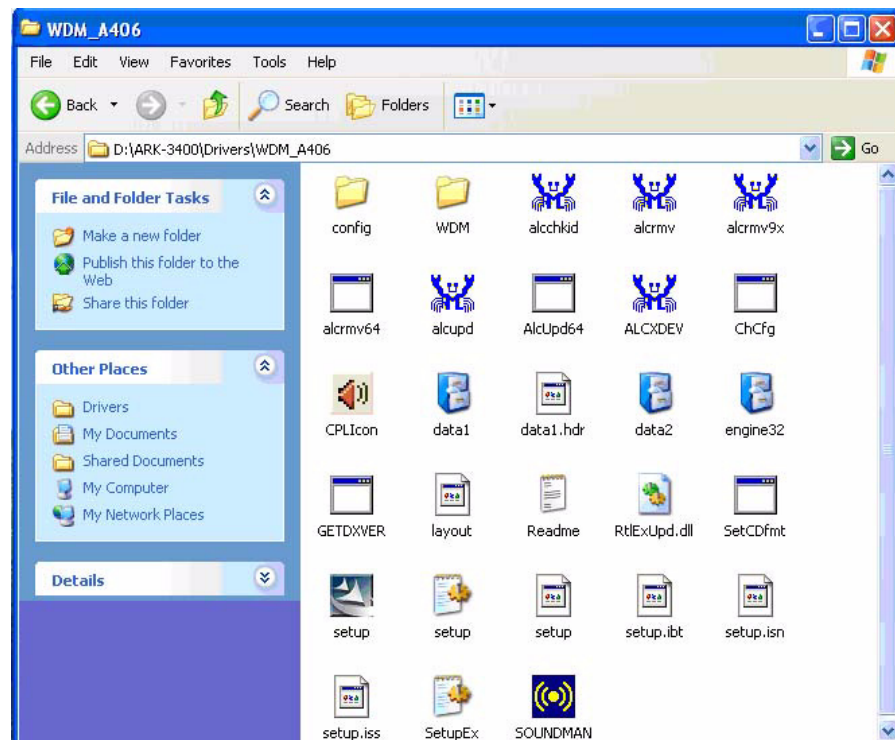 WDM_A406
File Edit View Favorites Tools Help
Back Search Folders
Address D:\ARK-3400\Drivers\WDM_A406 Go
File and Folder Tasks
Make a new folder
Publish this folder to the
Web
Share this folder
Other Places
Drivers
My Documents
Shared Documents
My Computer
My Network Places
Details
config WDM alcchkid alcrmv alcrmv9x
alcrmv64 alcupd AlcUpd64 ALCXDEV ChCfg
CPLIcon data1 data1.hdr data2 engine32
GETDXVER layout Readme RtlExUpd.dll SetCDfmt
setup setup setup setup.ibt setup.isn
setup.iss SetupEx SOUNDMAN